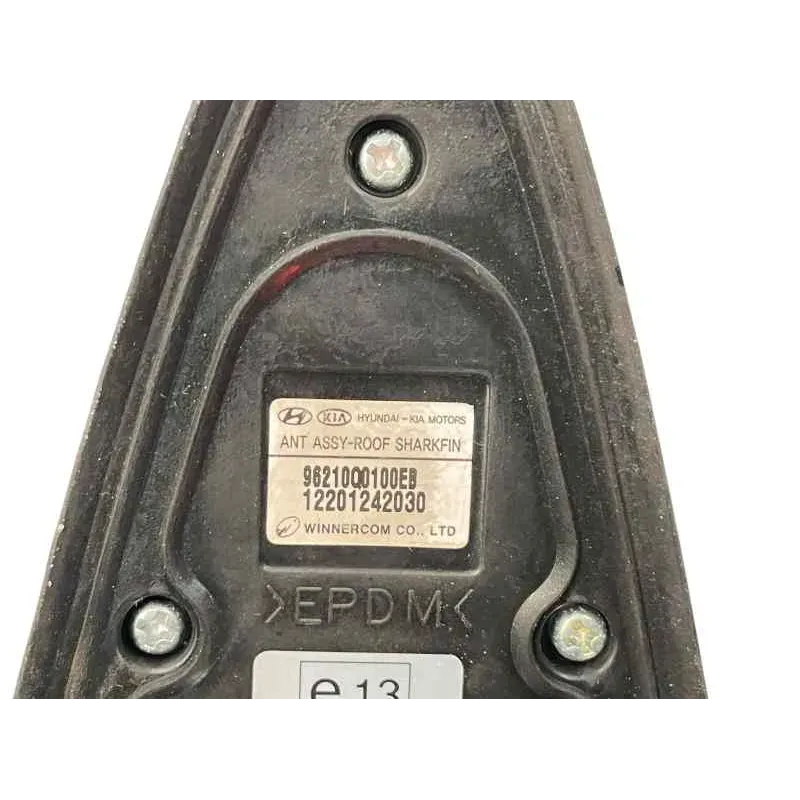 KIA HYUNDAI-KIA MOTORS
ANT ASSY-ROOF SHARKFIN
96210Q0100EB
12201242030
WINNERCOM CO., LTD
>EPDM<
e 13